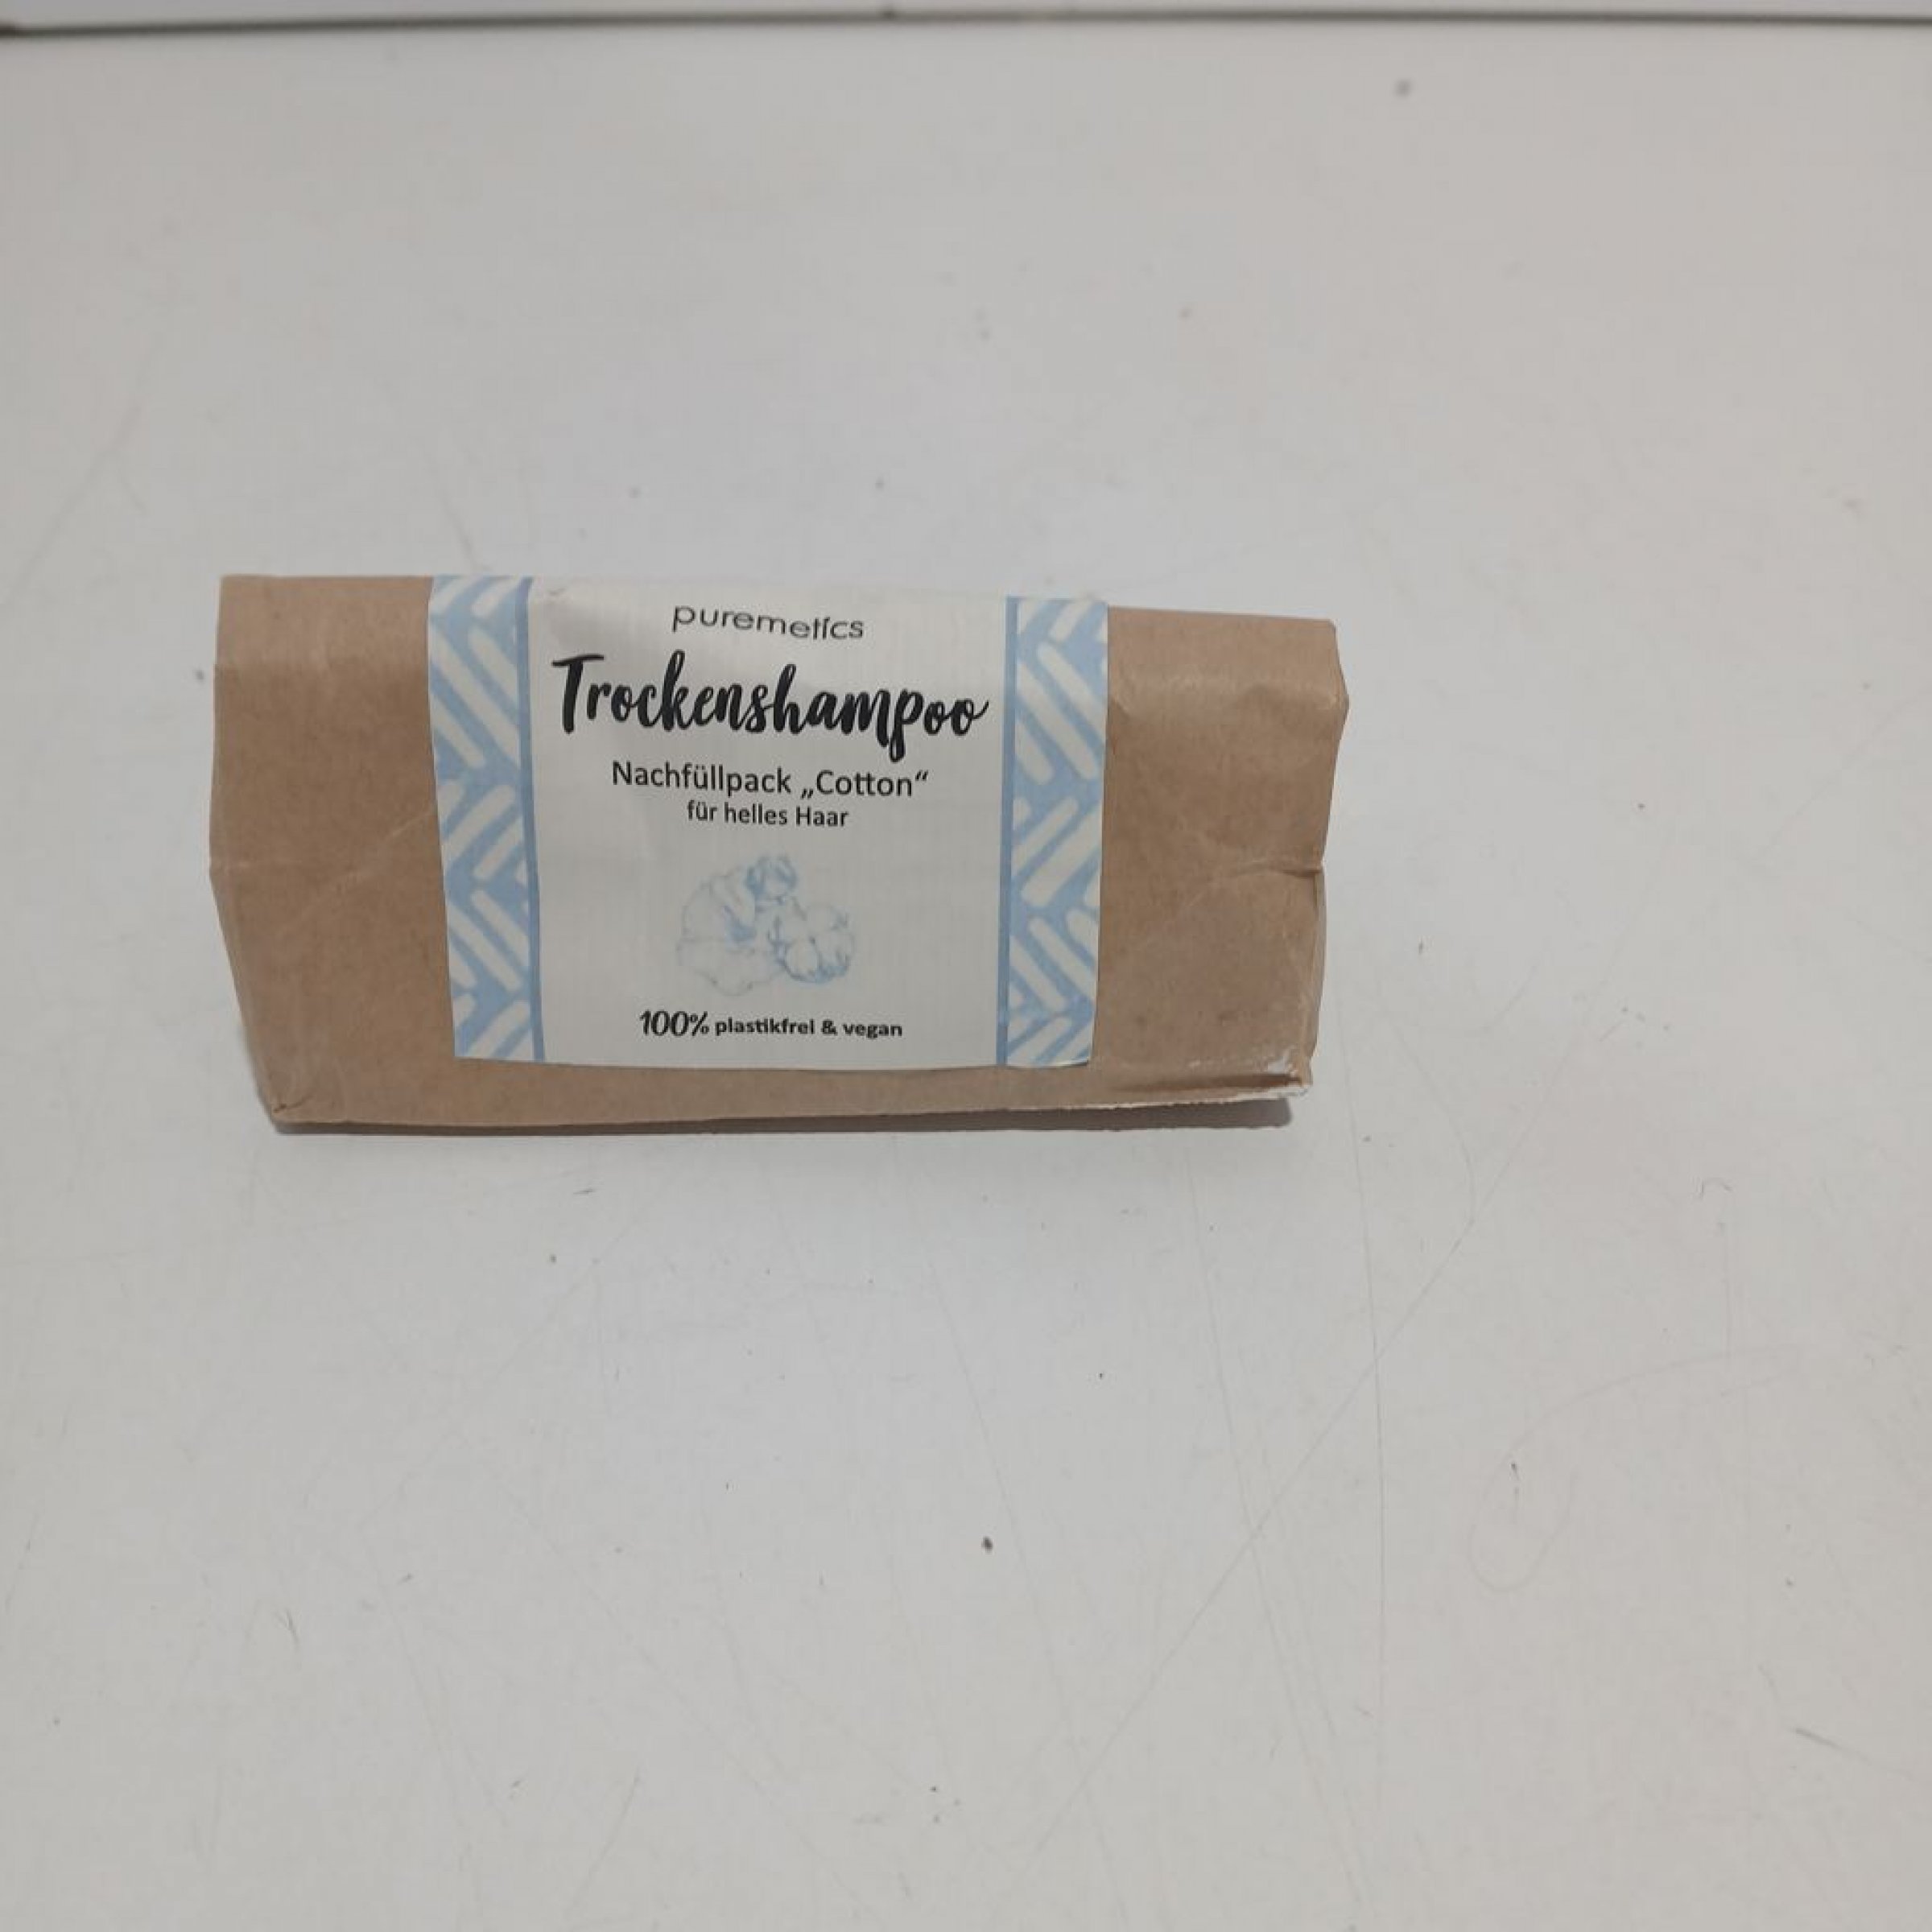 puremetics
Trockenshampoo
Nachfüllpack „Cotton“
für helles Haar
100% plastikfrei & vegan